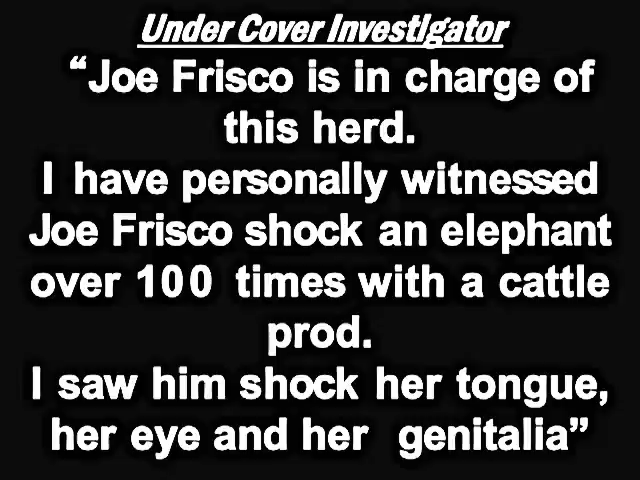 Under Cover InvestIgator
“Joe Frisco is in charge of
this herd.
I have personally witnessed
Joe Frisco shock an elephant
over 100 times with a cattle
prod.
I saw him shock her tongue,
her eye and her genitalia”